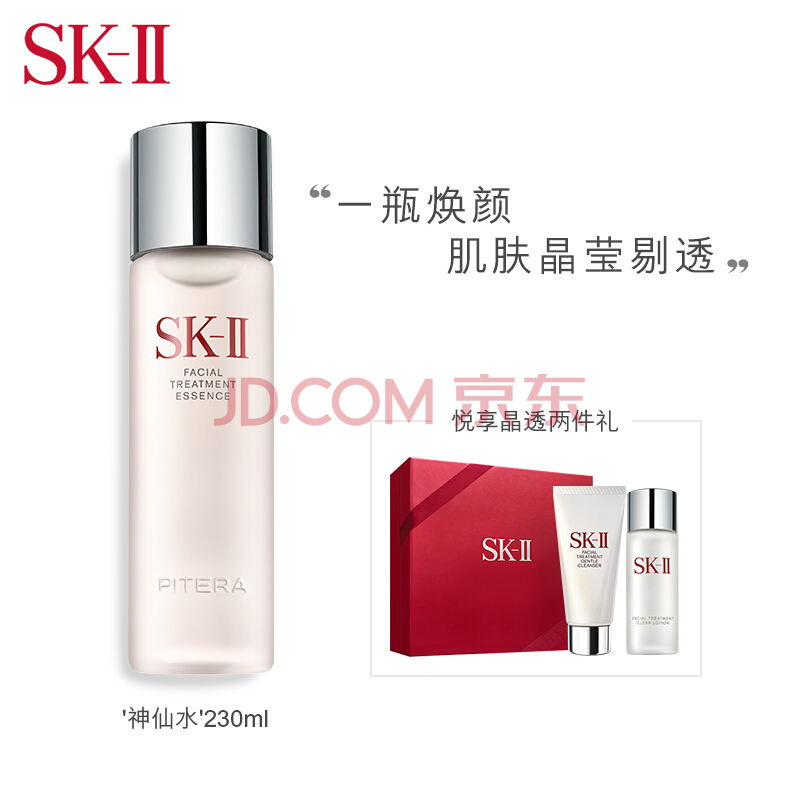 SK-II
“一瓶焕颜
肌肤晶莹剔透”
SK-II
FACIAL
TREATMENT
ESSENCE
JD.COM 京东
PITERA
'神仙水'230ml
悦享晶透两件礼
SK-II
SK-II
FACIAL
TREATMENT
GENTLE
CLEANSER
SK-II
FACIAL TREATMENT
CLEAR LOTION